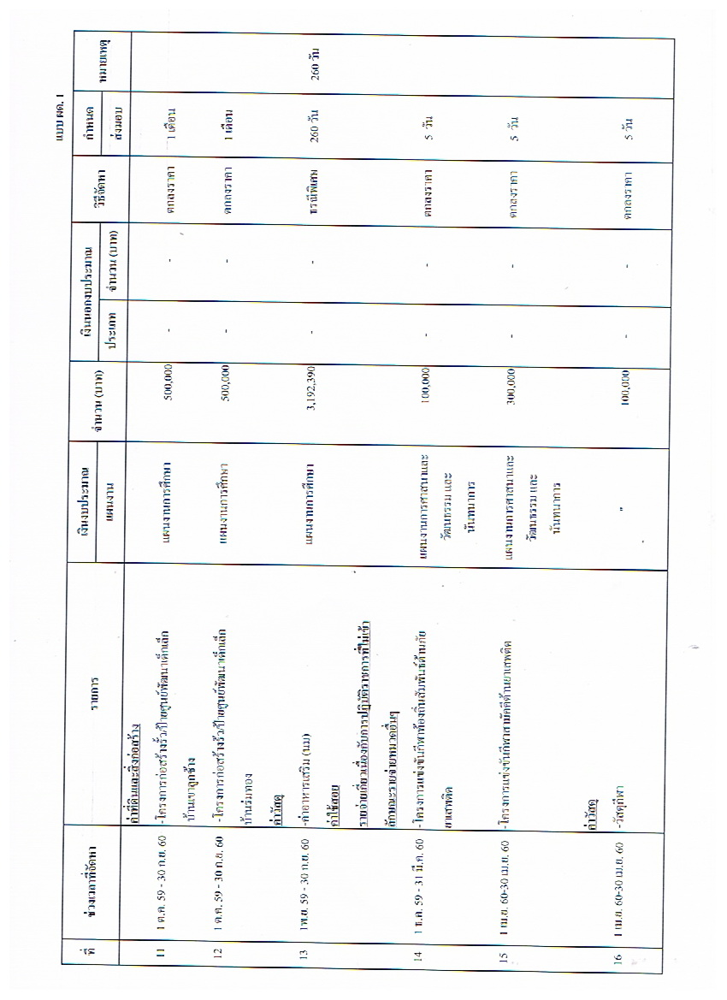 แบบ ผด. 1
ที่ ช่วงเวลาที่จัดหา รายการ เงินงบประมาณ จำนวน (บาท) เงินนอกงบประมาณ วิธีจัดหา กำหนด หมายเหตุ
แผนงาน ประเภท จำนวน (บาท) ส่งมอบ
ค่าที่ดินและสิ่งก่อสร้าง
11 1 ต.ค. 59 - 30 ก.ย. 60 -โครงการก่อสร้างรั้ว/ป้ายศูนย์พัฒนาเด็กเล็ก แผนงานการศึกษา 500,000 - - ตกลงราคา 1 เดือน
บ้านเขาลูกช้าง
12 1 ต.ค. 59 - 30 ก.ย. 60 -โครงการก่อสร้างรั้ว/ป้ายศูนย์พัฒนาเด็กเล็ก แผนงานการศึกษา 500,000 - - ตกลงราคา 1 เดือน
บ้านร่มทอง
ค่าวัสดุ
13 1พ.ย. 59 - 30 ก.ย. 60 -ค่าอาหารเสริม (นม) แผนงานการศึกษา 3,192,390 - - กรณีพิเศษ 260 วัน 260 วัน
ค่าใช้สอย
รายจ่ายเกี่ยวเนื่องกับการปฏิบัติราชการที่ไม่เข้า
ลักษณะรายจ่ายหมวดอื่นๆ
14 1 ธ.ค. 59 - 31 มี.ค. 60 -โครงการแข่งขันกีฬาท้องถิ่นสัมพันธ์ต้านภัย แผนงานการศาสนาและ 100,000 - - ตกลงราคา 5 วัน
ยาเสพติด วัฒนธรรม และ
นันทนาการ
15 1 เม.ย. 60-30 เม.ย. 60 -โครงการแข่งขันกีฬาสามัคคีต้านยาเสพติด แผนงานการศาสนาและ 300,000 - - ตกลงราคา 5 วัน
วัฒนธรรม และ
นันทนาการ
ค่าวัสดุ
16 1 เม.ย. 60-30 เม.ย. 60 -วัสดุกีฬา " 100,000 - - ตกลงราคา 5 วัน